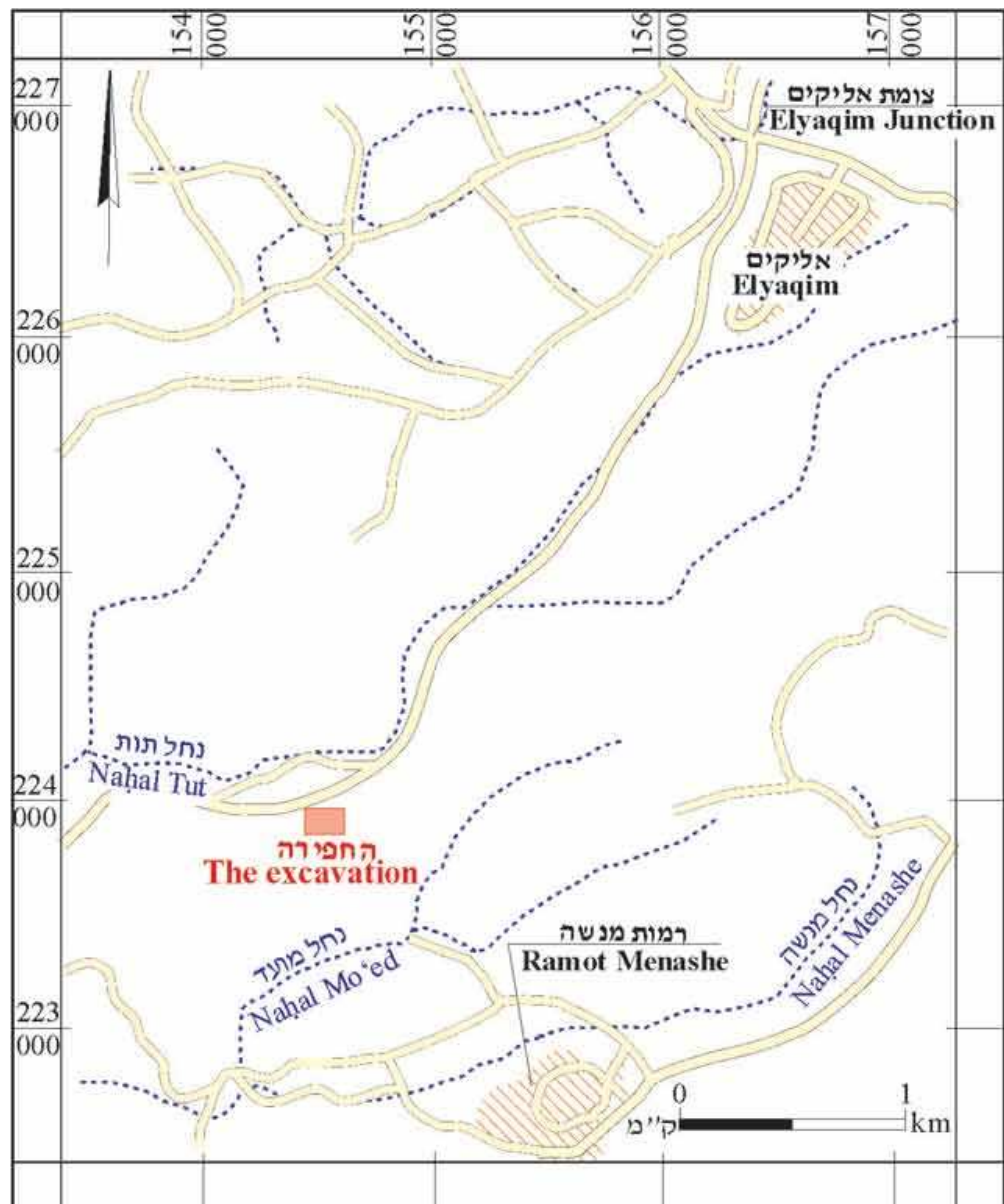 154
000
155
000
156
000
157
000
227
000
צומת אליקים
Elyaqim Junction
אליקים
Elyaqim
226
000
225
000
נחל תות
Nahal Tut
224
000
החפירה
The excavation
נחל מנשה
Nahal Menashe
רמות מנשה
Ramot Menashe
נחל מועד
Nahal Mo'ed
223
000
0
1
ק"מ
km